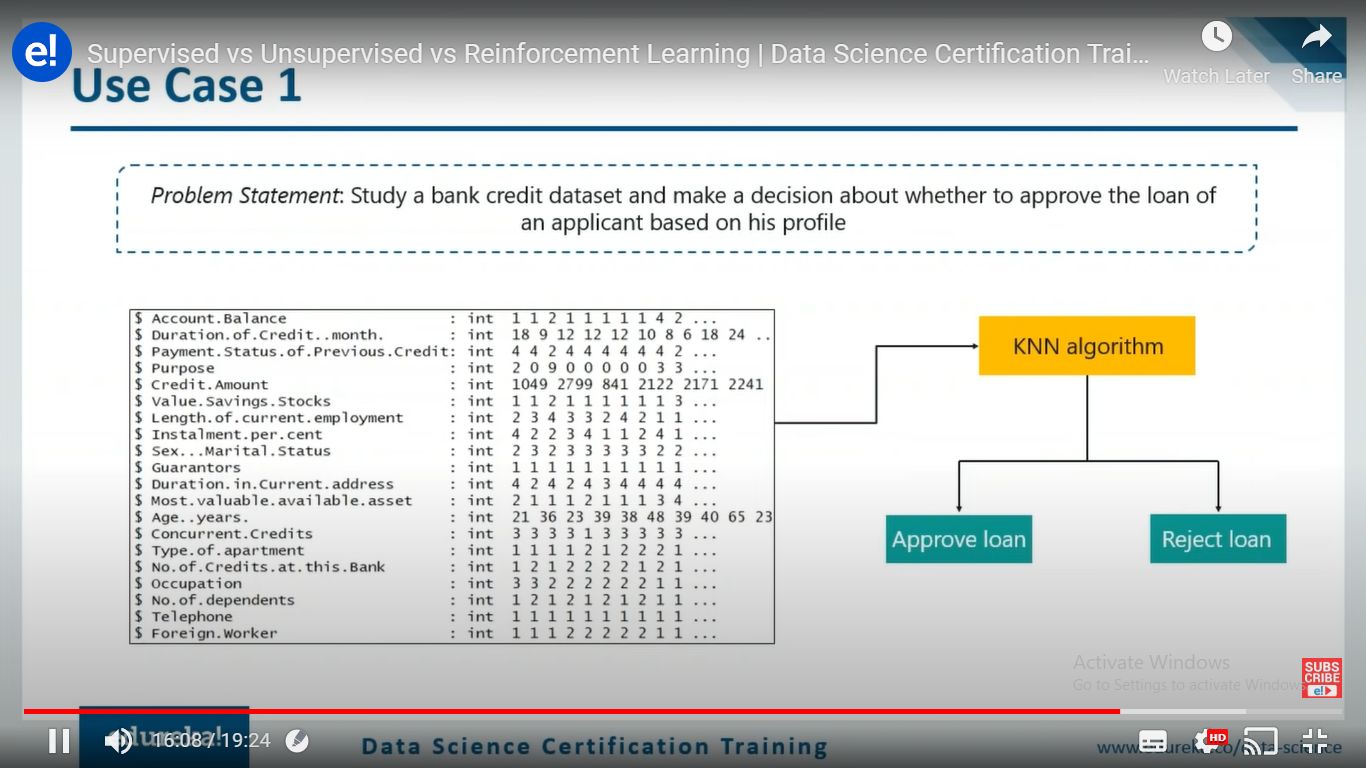 e!
Supervised vs Unsupervised vs Reinforcement Learning | Data Science Certification Trai...
Watch Later
Share
Use Case 1
Problem Statement: Study a bank credit dataset and make a decision about whether to approve the loan of
an applicant based on his profile
$ Account.Balance : int 1 1 2 1 1 1 1 1 4 2 ...
$ Duration.of.Credit..month. : int 18 9 12 12 12 10 8 6 18 24 ..
$ Payment.Status.of.Previous.Credit: int 4 4 2 4 4 4 4 4 4 2 ...
$ Purpose : int 2 0 9 0 0 0 0 0 3 3 ...
$ Credit.Amount : int 1049 2799 841 2122 2171 2241
$ Value.Savings.Stocks : int 1 1 2 1 1 1 1 1 1 3 ...
$ Length.of.current.employment : int 2 3 4 3 3 2 4 2 1 1 ...
$ Instalment.per.cent : int 4 2 2 3 4 1 1 2 4 1 ...
$ Sex...Marital.Status : int 2 3 2 3 3 3 3 3 2 2 ...
$ Guarantors : int 1 1 1 1 1 1 1 1 1 1 ...
$ Duration.in.Current.address : int 4 2 4 2 4 3 4 4 4 4 ...
$ Most.valuable.available.asset : int 2 1 1 1 2 1 1 1 3 4 ...
$ Age..years. : int 21 36 23 39 38 48 39 40 65 23
$ Concurrent.Credits : int 3 3 3 3 1 3 3 3 3 3 ...
$ Type.of.apartment : int 1 1 1 1 2 1 2 2 2 1 ...
$ No.of.Credits.at.this.Bank : int 1 2 1 2 2 2 2 1 2 1 ...
$ Occupation : int 3 3 2 2 2 2 2 2 1 1 ...
$ No.of.dependents : int 1 2 1 2 1 2 1 2 1 1 ...
$ Telephone : int 1 1 1 1 1 1 1 1 1 1 ...
$ Foreign.Worker : int 1 1 1 2 2 2 2 2 1 1 ...
KNN algorithm
Approve loan
Reject loan
Activate Windows
Go to Settings to activate Windows
SUBS
CRIBE
e!
16:08 / 19:24
Data Science Certification Training
HD